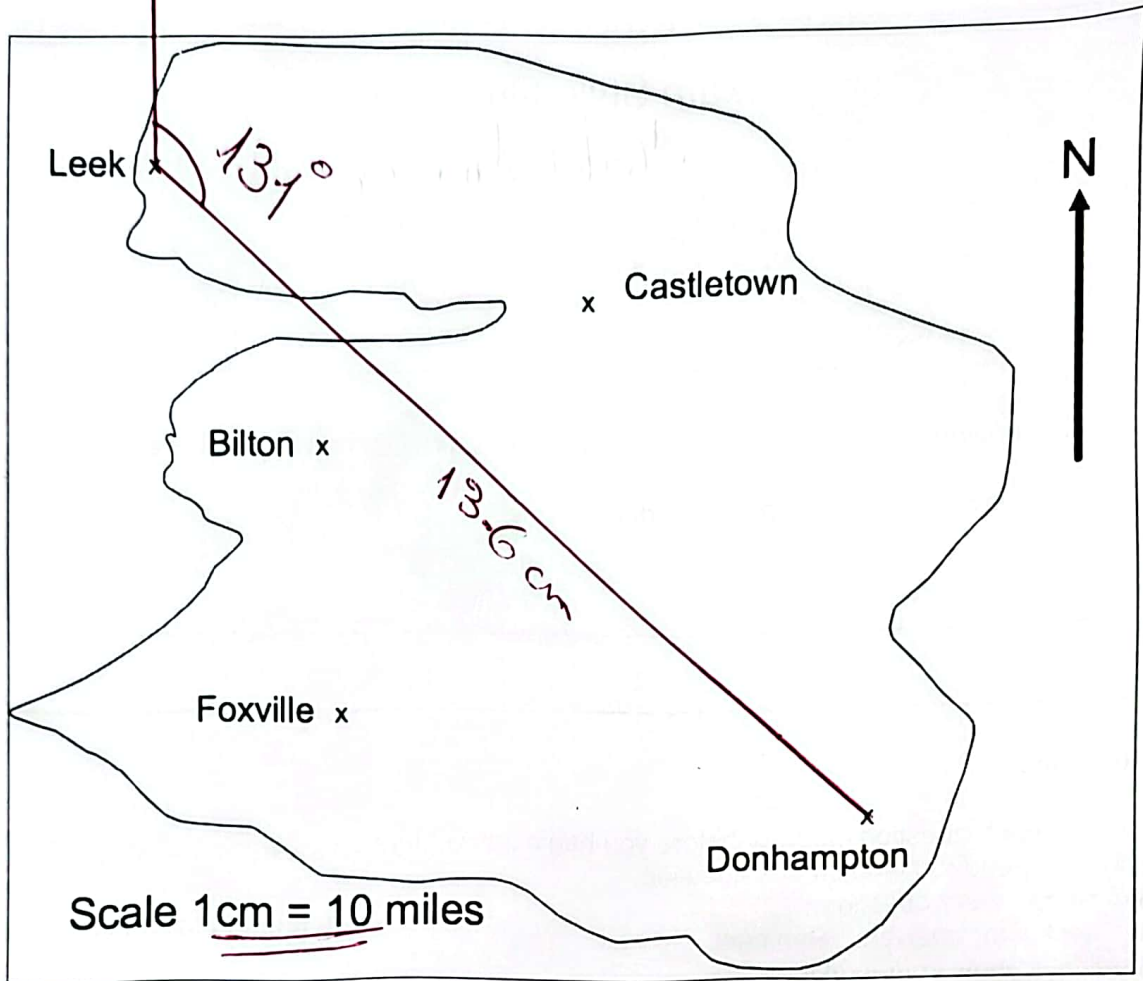 Leek x
131°
N
x Castletown
Bilton x
13.6 cm
Foxville x
x
Donhampton
Scale 1cm = 10 miles